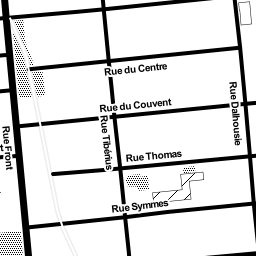 Rue du Centre
Rue Dalhousie
Rue du Couvent
Rue Tibérius
Rue Front
Rue Thomas
Rue Symmes